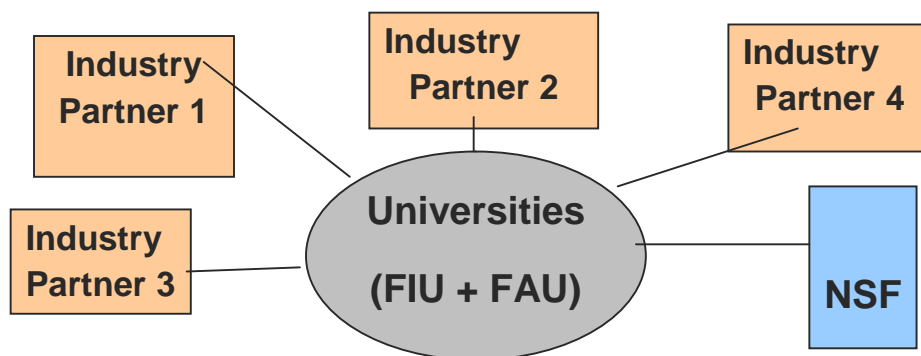 Industry
Partner 1
Industry
Partner 2
Industry
Partner 4
Universities
(FIU + FAU)
Industry
Partner 3
NSF